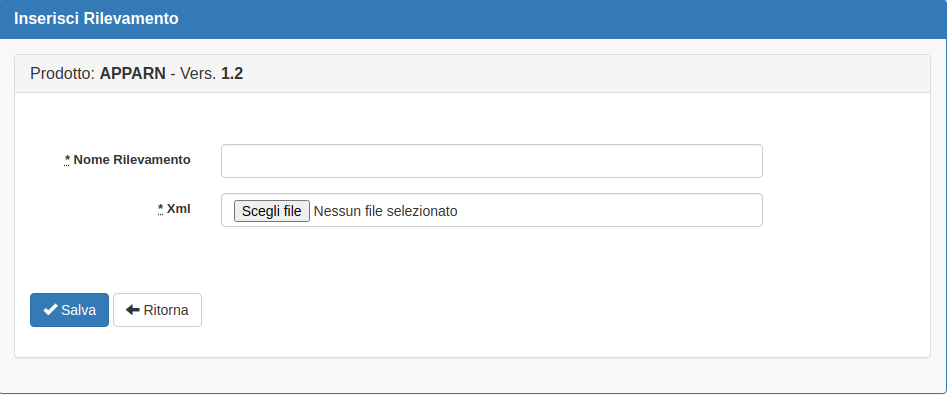 Inserisci Rilevamento
Prodotto: APPARN - Vers. 1.2
* Nome Rilevamento
* Xml Scegli file Nessun file selezionato
Salva Ritorna